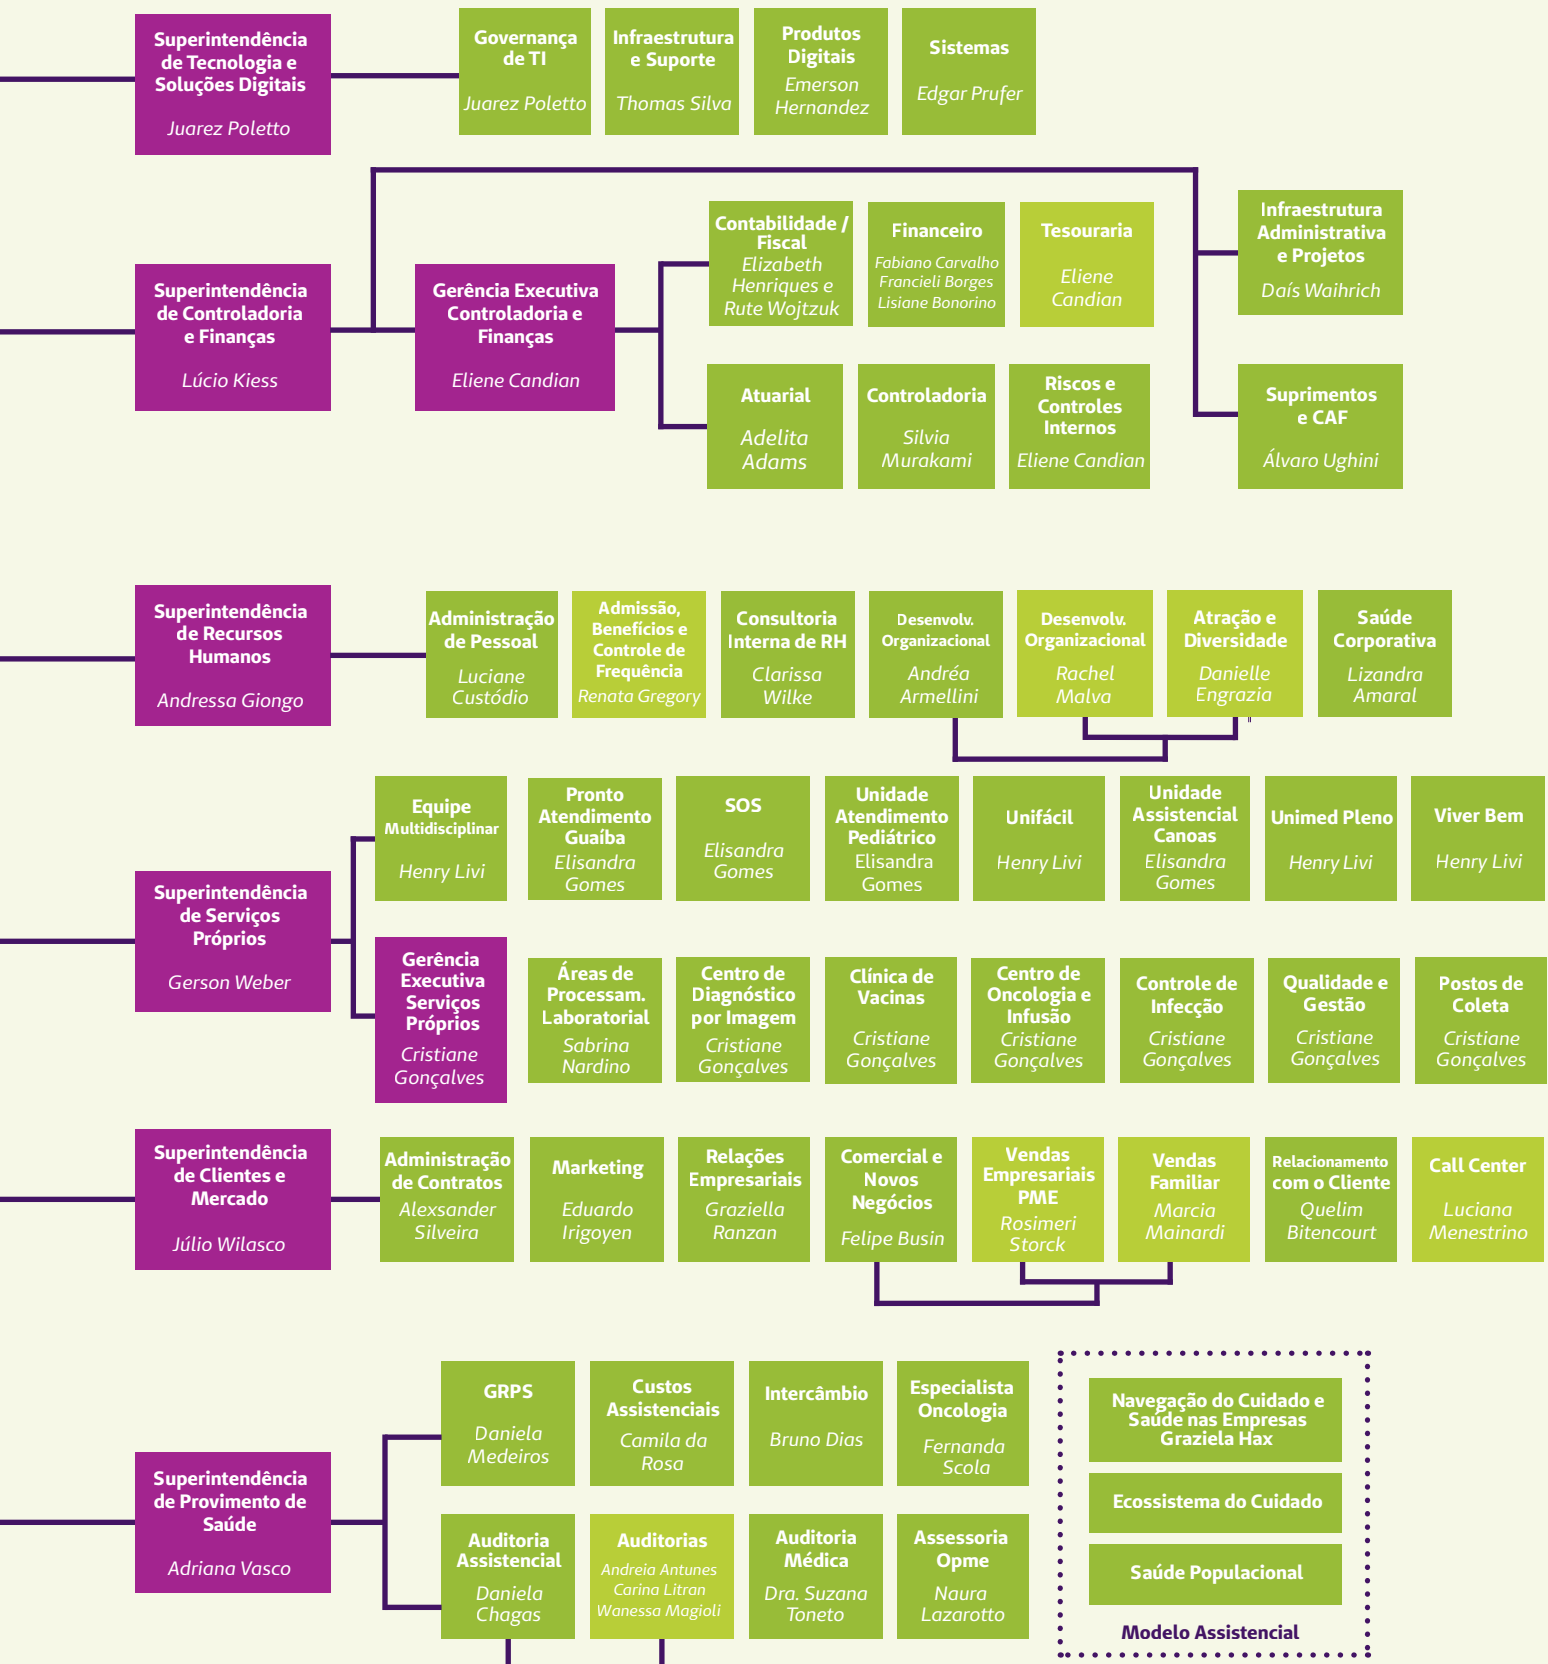 Superintendência
de Tecnologia e
Soluções Digitais
Juarez Poletto
Governança
de TI
Juarez Poletto
Infraestrutura
e Suporte
Thomas Silva
Produtos
Digitais
Emerson
Hernandez
Sistemas
Edgar Prufer
Superintendência
de Controladoria
e Finanças
Lúcio Kiess
Gerência Executiva
Controladoria e
Finanças
Eliene Candian
Contabilidade /
Fiscal
Elizabeth
Henriques e
Rute Wojtzuk
Financeiro
Fabiano Carvalho
Francieli Borges
Lisiane Bonorino
Tesouraria
Eliene
Candian
Infraestrutura
Administrativa
e Projetos
Daís Waihrich
Atuarial
Adelita
Adams
Controladoria
Silvia
Murakami
Riscos e
Controles
Internos
Eliene Candian
Suprimentos
e CAF
Álvaro Ughini
Superintendência
de Recursos
Humanos
Andressa Giongo
Administração
de Pessoal
Luciane
Custódio
Admissão,
Benefícios e
Controle de
Frequência
Renata Gregory
Consultoria
Interna de RH
Clarissa
Wilke
Desenvolv.
Organizacional
Andréa
Armellini
Desenvolv.
Organizacional
Rachel
Malva
Atração e
Diversidade
Danielle
Engrazia
Saúde
Corporativa
Lizandra
Amaral
Superintendência
de Serviços
Próprios
Gerson Weber
Equipe
Multidisciplinar
Henry Livi
Pronto
Atendimento
Guaíba
Elisandra
Gomes
SOS
Elisandra
Gomes
Unidade
Atendimento
Pediátrico
Elisandra
Gomes
Unifácil
Henry Livi
Unidade
Assistencial
Canoas
Elisandra
Gomes
Unimed Pleno
Henry Livi
Viver Bem
Henry Livi
Gerência
Executiva
Serviços
Próprios
Cristiane
Gonçalves
Áreas de
Processam.
Laboratorial
Sabrina
Nardino
Centro de
Diagnóstico
por Imagem
Cristiane
Gonçalves
Clínica de
Vacinas
Cristiane
Gonçalves
Centro de
Oncologia e
Infusão
Cristiane
Gonçalves
Controle de
Infecção
Cristiane
Gonçalves
Qualidade e
Gestão
Cristiane
Gonçalves
Postos de
Coleta
Cristiane
Gonçalves
Superintendência
de Clientes e
Mercado
Júlio Wilasco
Administração
de Contratos
Alexsander
Silveira
Marketing
Eduardo
Irigoyen
Relações
Empresariais
Graziella
Ranzan
Comercial e
Novos
Negócios
Felipe Busin
Vendas
Empresariais
PME
Rosimeri
Storck
Vendas
Familiar
Marcia
Mainardi
Relacionamento
com o Cliente
Quelim
Bitencourt
Call Center
Luciana
Menestrino
Superintendência
de Provimento de
Saúde
Adriana Vasco
GRPS
Daniela
Medeiros
Custos
Assistenciais
Camila da
Rosa
Intercâmbio
Bruno Dias
Especialista
Oncologia
Fernanda
Scola
Auditoria
Assistencial
Daniela
Chagas
Auditorias
Andreia Antunes
Carina Litran
Wanessa Magioli
Auditoria
Médica
Dra. Suzana
Toneto
Assessoria
Opme
Naura
Lazarotto
Navegação do Cuidado e
Saúde nas Empresas
Graziela Hax
Ecossistema do Cuidado
Saúde Populacional
Modelo Assistencial